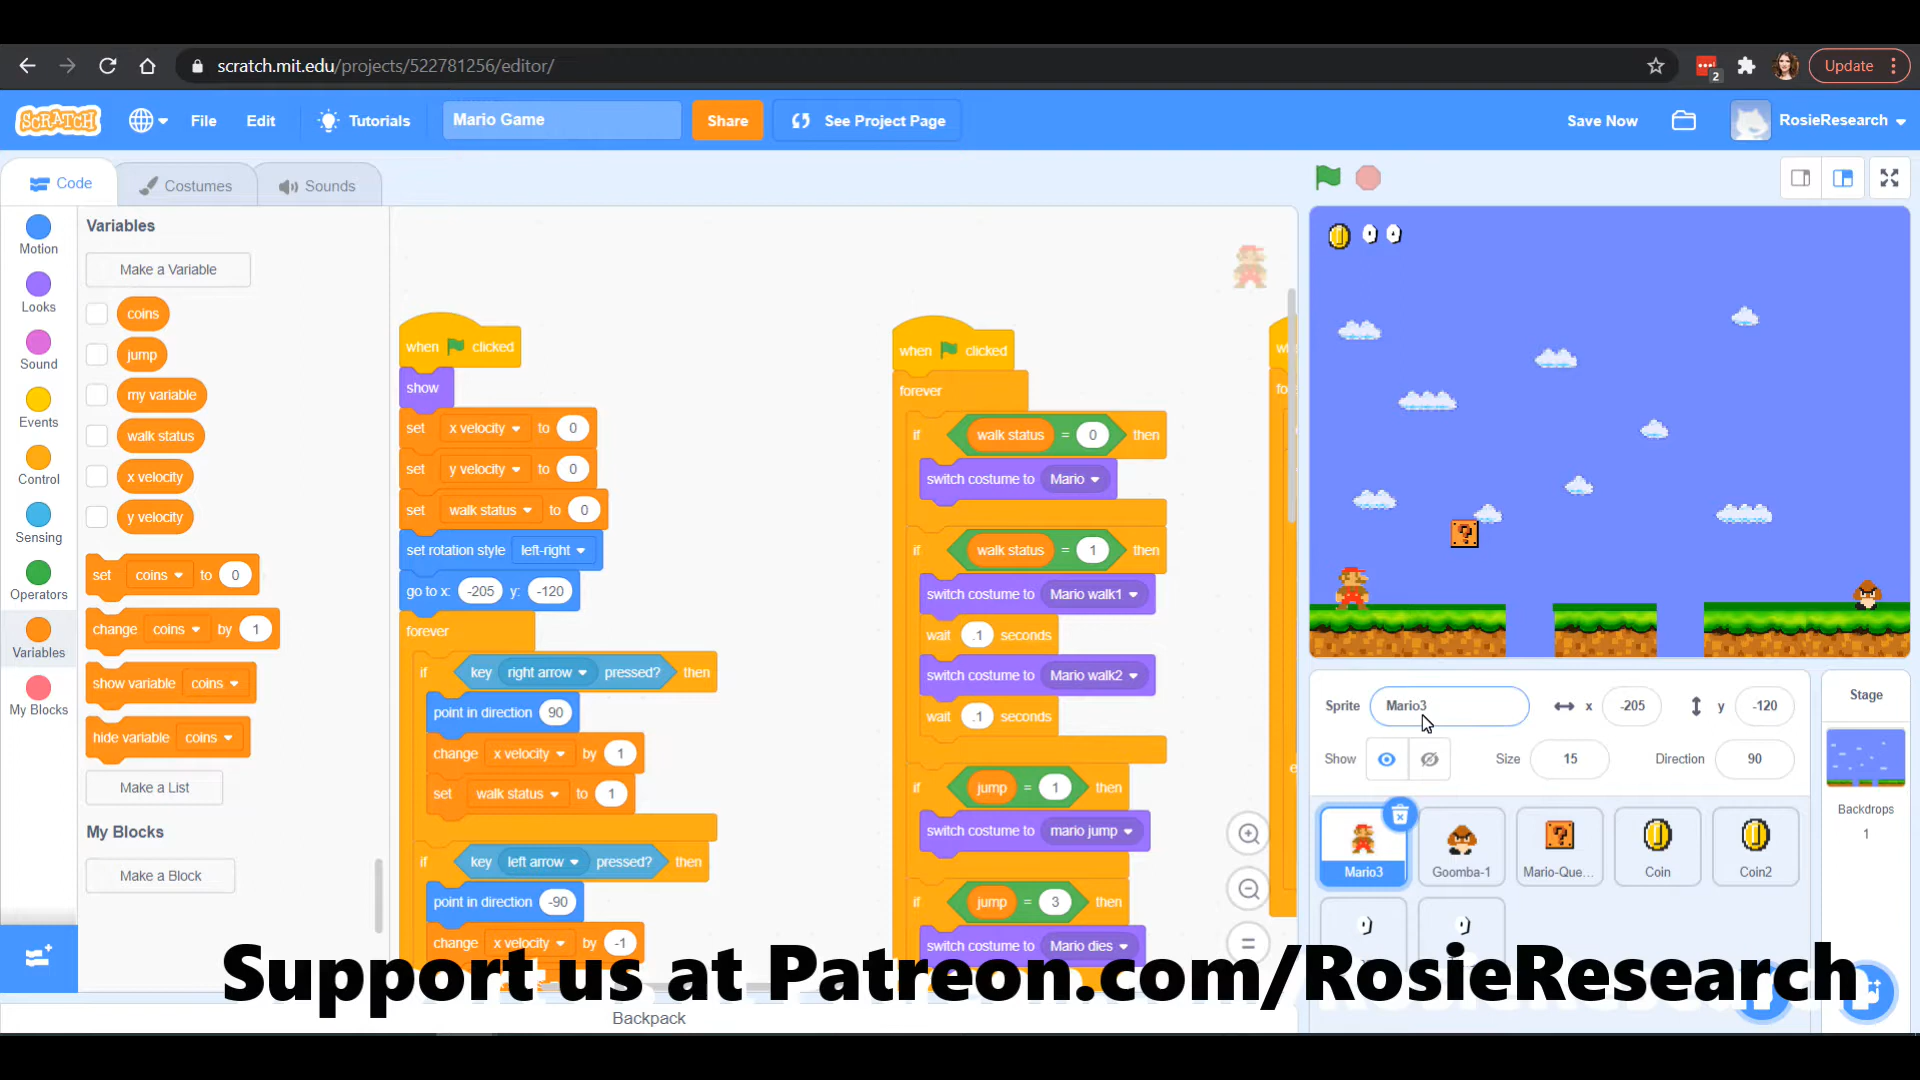 scratch.mit.edu/projects/522781256/editor/
2
Update
SCRATCH
File
Edit
Tutorials
Mario Game
Share
See Project Page
Save Now
RosieResearch
Code
Costumes
Sounds
Motion
Looks
Sound
Events
Control
Sensing
Operators
Variables
My Blocks
Variables
Make a Variable
coins
jump
my variable
walk status
x velocity
y velocity
set coins to 0
change coins by 1
show variable coins
hide variable coins
Make a List
My Blocks
Make a Block
when clicked
show
set x velocity to 0
set y velocity to 0
set walk status to 0
set rotation style left-right
go to x: -205 y: -120
forever
if key right arrow pressed? then
point in direction 90
change x velocity by 1
set walk status to 1
if key left arrow pressed? then
point in direction -90
change x velocity by -1
when clicked
forever
if walk status = 0 then
switch costume to Mario
if walk status = 1 then
switch costume to Mario walk1
wait .1 seconds
switch costume to Mario walk2
wait .1 seconds
if jump = 1 then
switch costume to mario jump
if jump = 3 then
switch costume to Mario dies
0 0
?
Sprite Mario3 x -205 y -120
Show Size 15 Direction 90
Mario3
Goomba-1
?
Mario-Que...
Coin
Coin2
0
0
Stage
Backdrops
1
Support us at Patreon.com/RosieResearch
Backpack